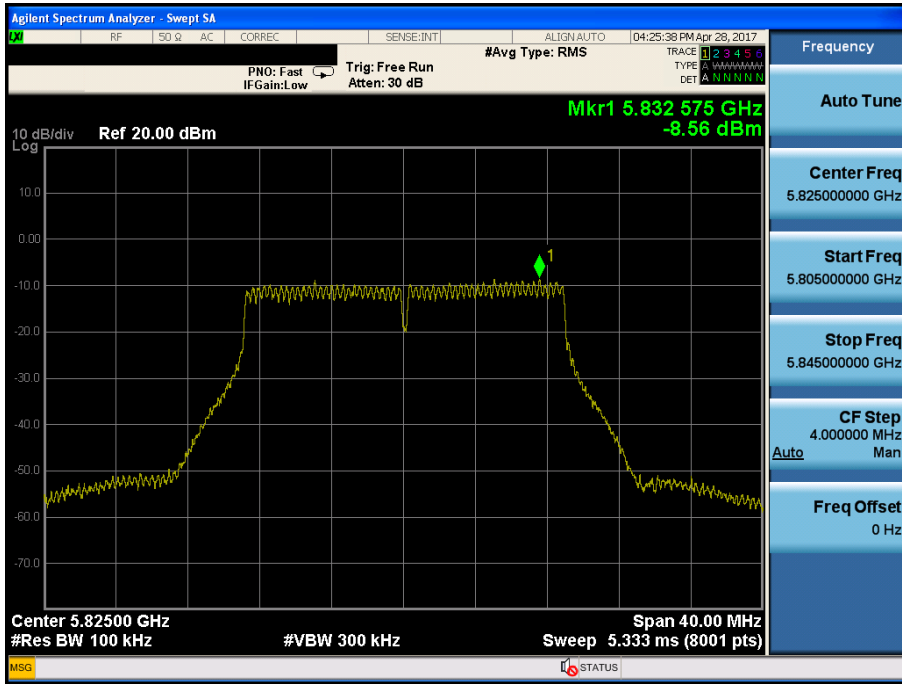 Agilent Spectrum Analyzer - Swept SA
LXI RF 50 Ω AC CORREC SENSE:INT ALIGN AUTO 04:25:38 PM Apr 28, 2017
PNO: Fast
IFGain:Low
Trig: Free Run
Atten: 30 dB
#Avg Type: RMS
TRACE 1 2 3 4 5 6
TYPE A WWWWW
DET A N N N N N
Mkr1 5.832 575 GHz
-8.56 dBm
10 dB/div
Log
Ref 20.00 dBm
10.0
0.00
-10.0
-20.0
-30.0
-40.0
-50.0
-60.0
-70.0
1
Center 5.82500 GHz
Span 40.00 MHz
#Res BW 100 kHz
#VBW 300 kHz
Sweep 5.333 ms (8001 pts)
MSG
STATUS
Frequency
Auto Tune
Center Freq
5.825000000 GHz
Start Freq
5.805000000 GHz
Stop Freq
5.845000000 GHz
CF Step
4.000000 MHz
Auto Man
Freq Offset
0 Hz